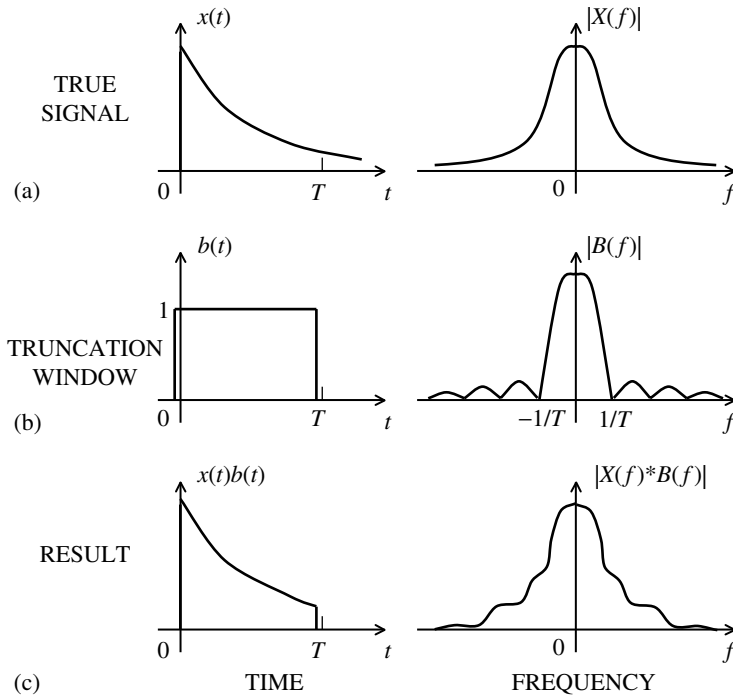 x(t)
|X(f)|
TRUE
SIGNAL
(a)
0
T
t
0
f
b(t)
|B(f)|
1
TRUNCATION
WINDOW
(b)
0
T
t
−1/T
1/T
f
x(t)b(t)
|X(f)*B(f)|
RESULT
0
T
t
0
f
(c)
TIME
FREQUENCY